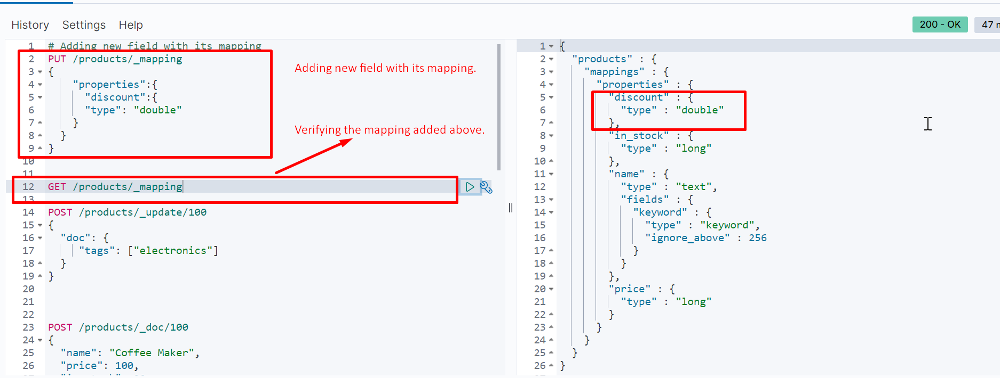 History Settings Help
200 - OK
47 m
1 # Adding new field with its mapping
2 PUT /products/_mapping
3 {
4 "properties":{
5 "discount":{
6 "type": "double"
7 }
8 }
9 }
10
11
12 GET /products/_mapping
13
14 POST /products/_update/100
15 {
16 "doc": {
17 "tags": ["electronics"]
18 }
19 }
20
21
22
23 POST /products/_doc/100
24 {
25 "name": "Coffee Maker",
26 "price": 100,
Adding new field with its mapping.
Verifying the mapping added above.
1 {
2 "products" : {
3 "mappings" : {
4 "properties" : {
5 "discount" : {
6 "type" : "double"
7 },
8 "in_stock" : {
9 "type" : "long"
10 },
11 "name" : {
12 "type" : "text",
13 "fields" : {
14 "keyword" : {
15 "type" : "keyword",
16 "ignore_above" : 256
17 }
18 }
19 },
20 "price" : {
21 "type" : "long"
22 }
23 }
24 }
25 }
26 }